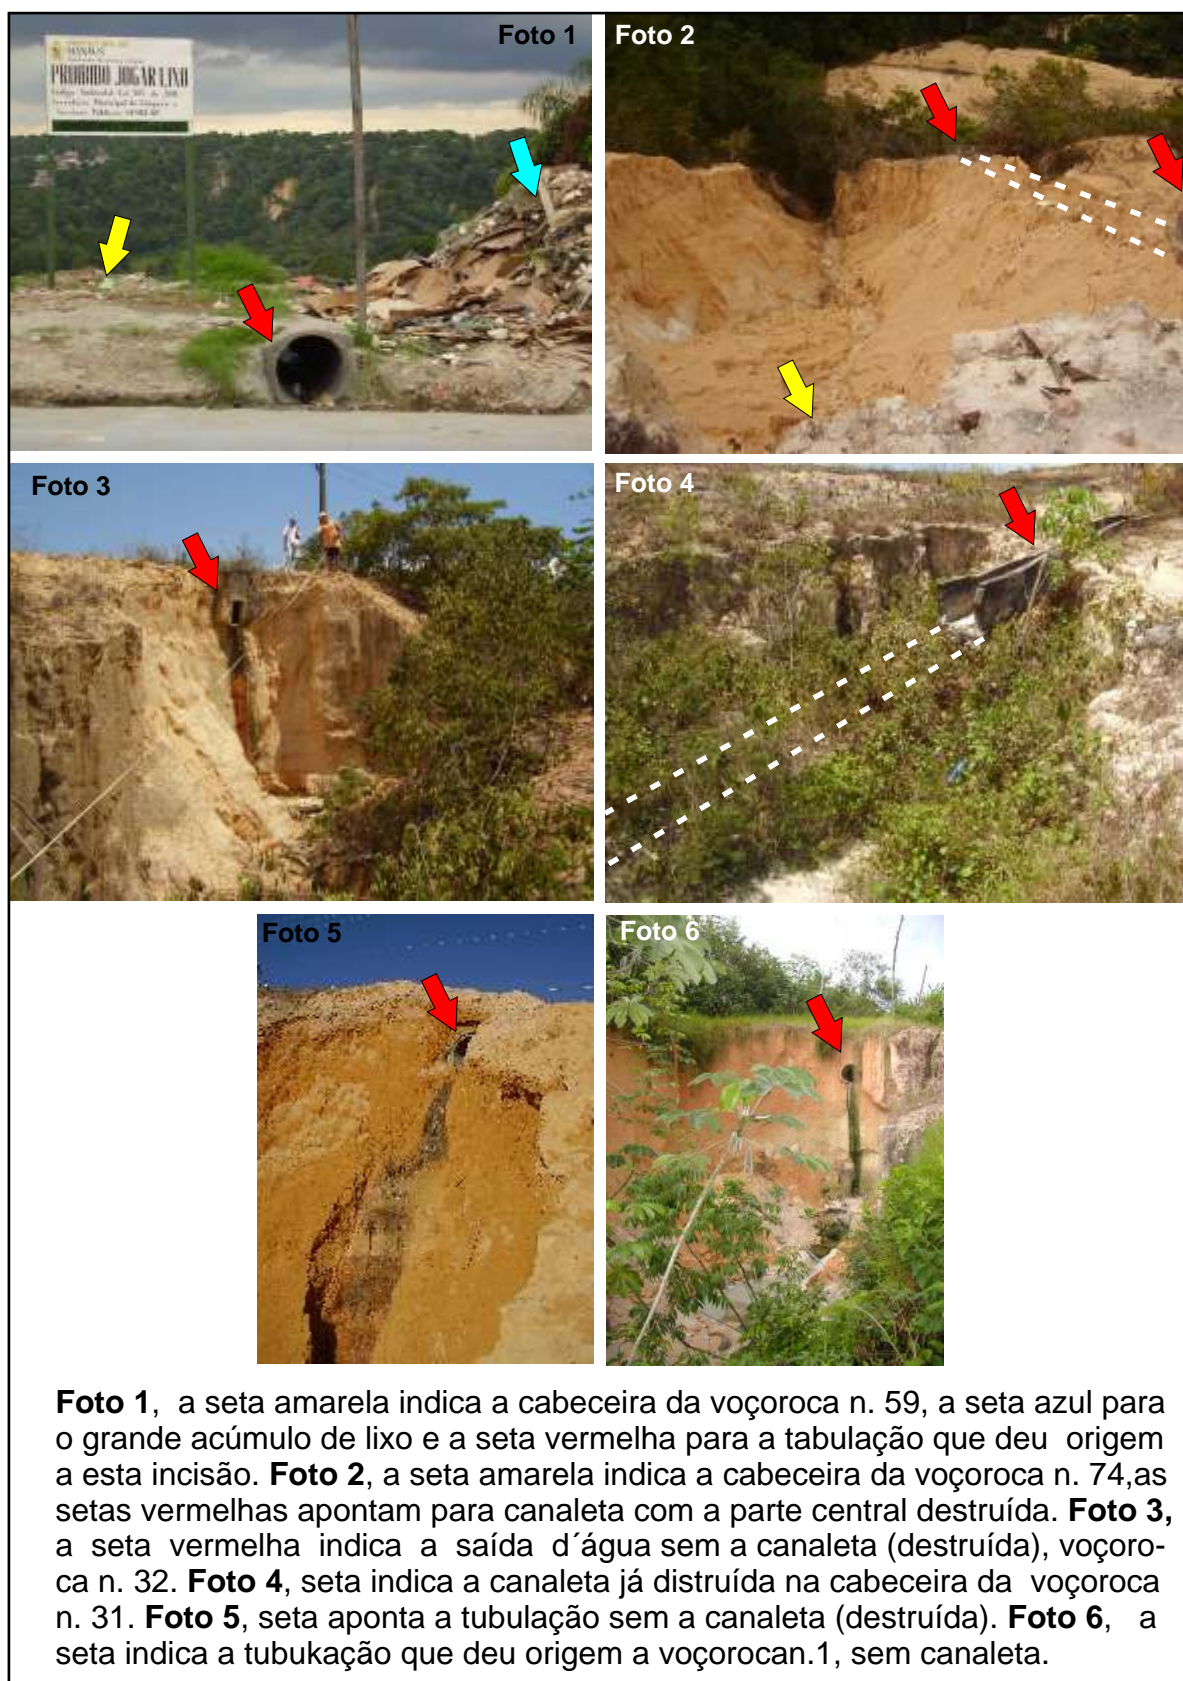 Foto 1
MANAUS
PROIBIDO JOGAR LIXO
Foto 2
Foto 3
Foto 4
Foto 5
Foto 6
Foto 1, a seta amarela indica a cabeceira da voçoroca n. 59, a seta azul para
o grande acúmulo de lixo e a seta vermelha para a tabulação que deu origem
a esta incisão. Foto 2, a seta amarela indica a cabeceira da voçoroca n. 74,as
setas vermelhas apontam para canaleta com a parte central destruída. Foto 3,
a seta vermelha indica a saída d´água sem a canaleta (destruída), voçoro-
ca n. 32. Foto 4, seta indica a canaleta já distruída na cabeceira da voçoroca
n. 31. Foto 5, seta aponta a tubulação sem a canaleta (destruída). Foto 6, a
seta indica a tubukação que deu origem a voçorocan.1, sem canaleta.